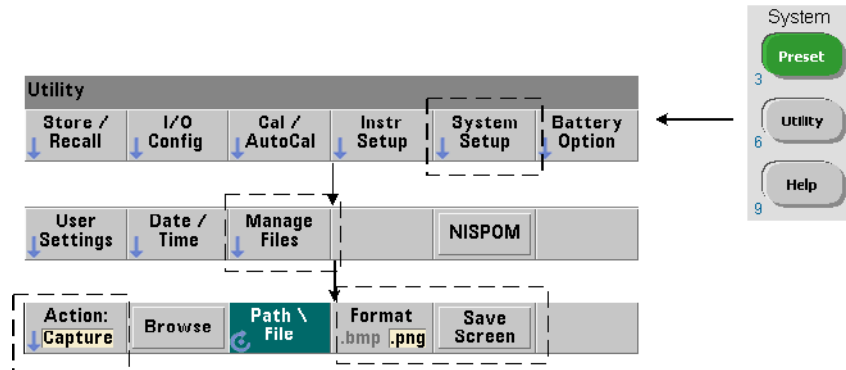 System
Preset
3
Utility
6
Help
9
Utility
Store / Recall
I/O Config
Cal / AutoCal
Instr Setup
System Setup
Battery Option
User Settings
Date / Time
Manage Files
NISPOM
Action: Capture
Browse
Path \ File
Format .bmp .png
Save Screen